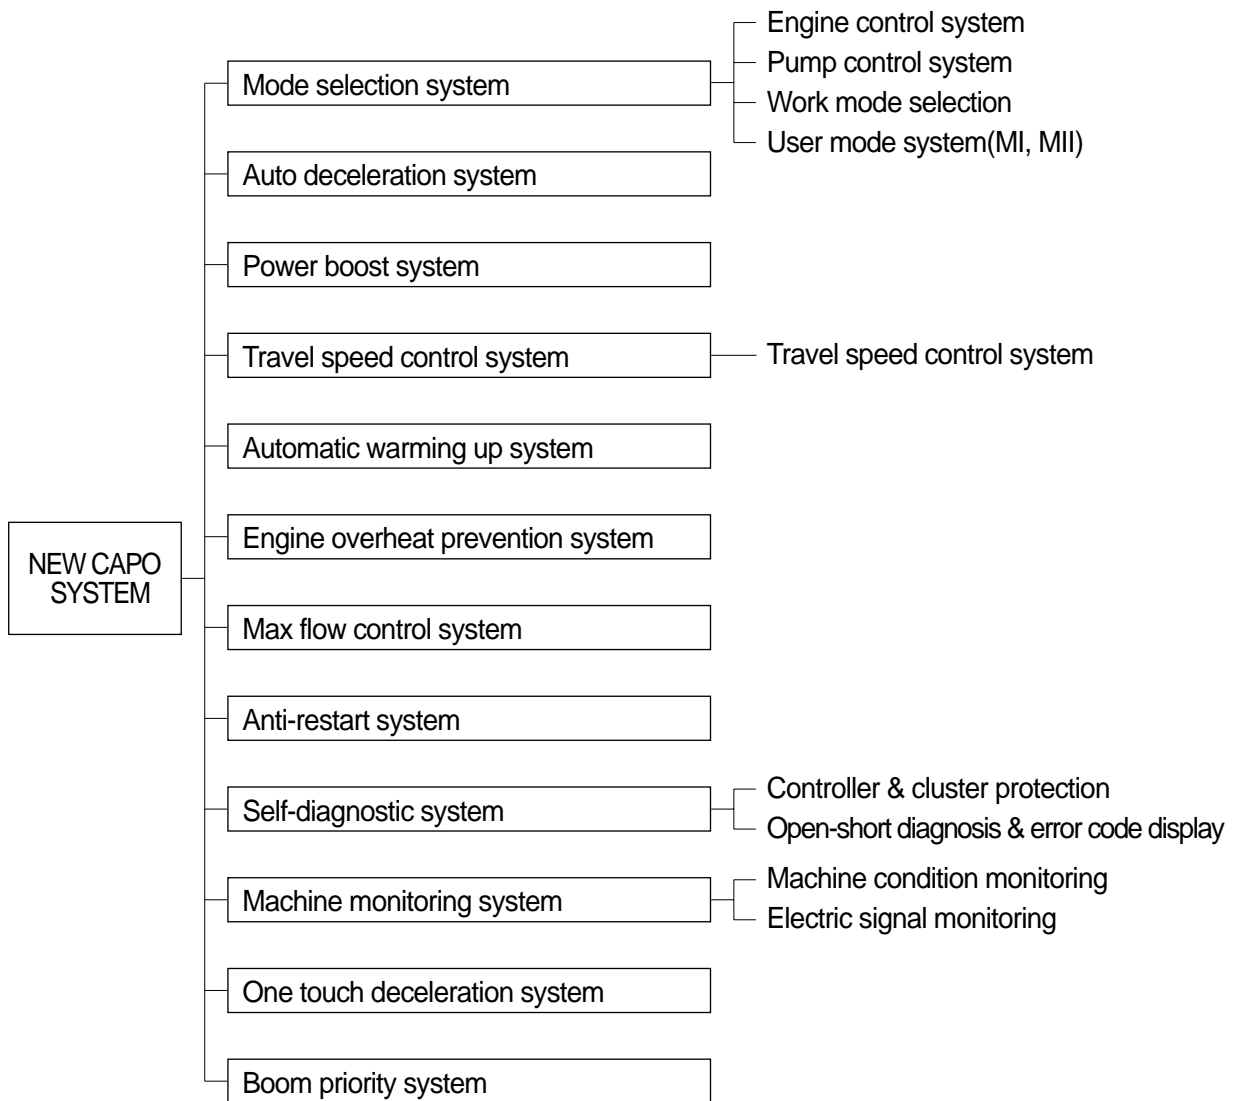 Engine control system
Pump control system
Mode selection system
Work mode selection
User mode system(MI, MII)
Auto deceleration system
Power boost system
Travel speed control system
Travel speed control system
Automatic warming up system
Engine overheat prevention system
NEW CAPO
SYSTEM
Max flow control system
Anti-restart system
Self-diagnostic system
Controller & cluster protection
Open-short diagnosis & error code display
Machine monitoring system
Machine condition monitoring
Electric signal monitoring
One touch deceleration system
Boom priority system